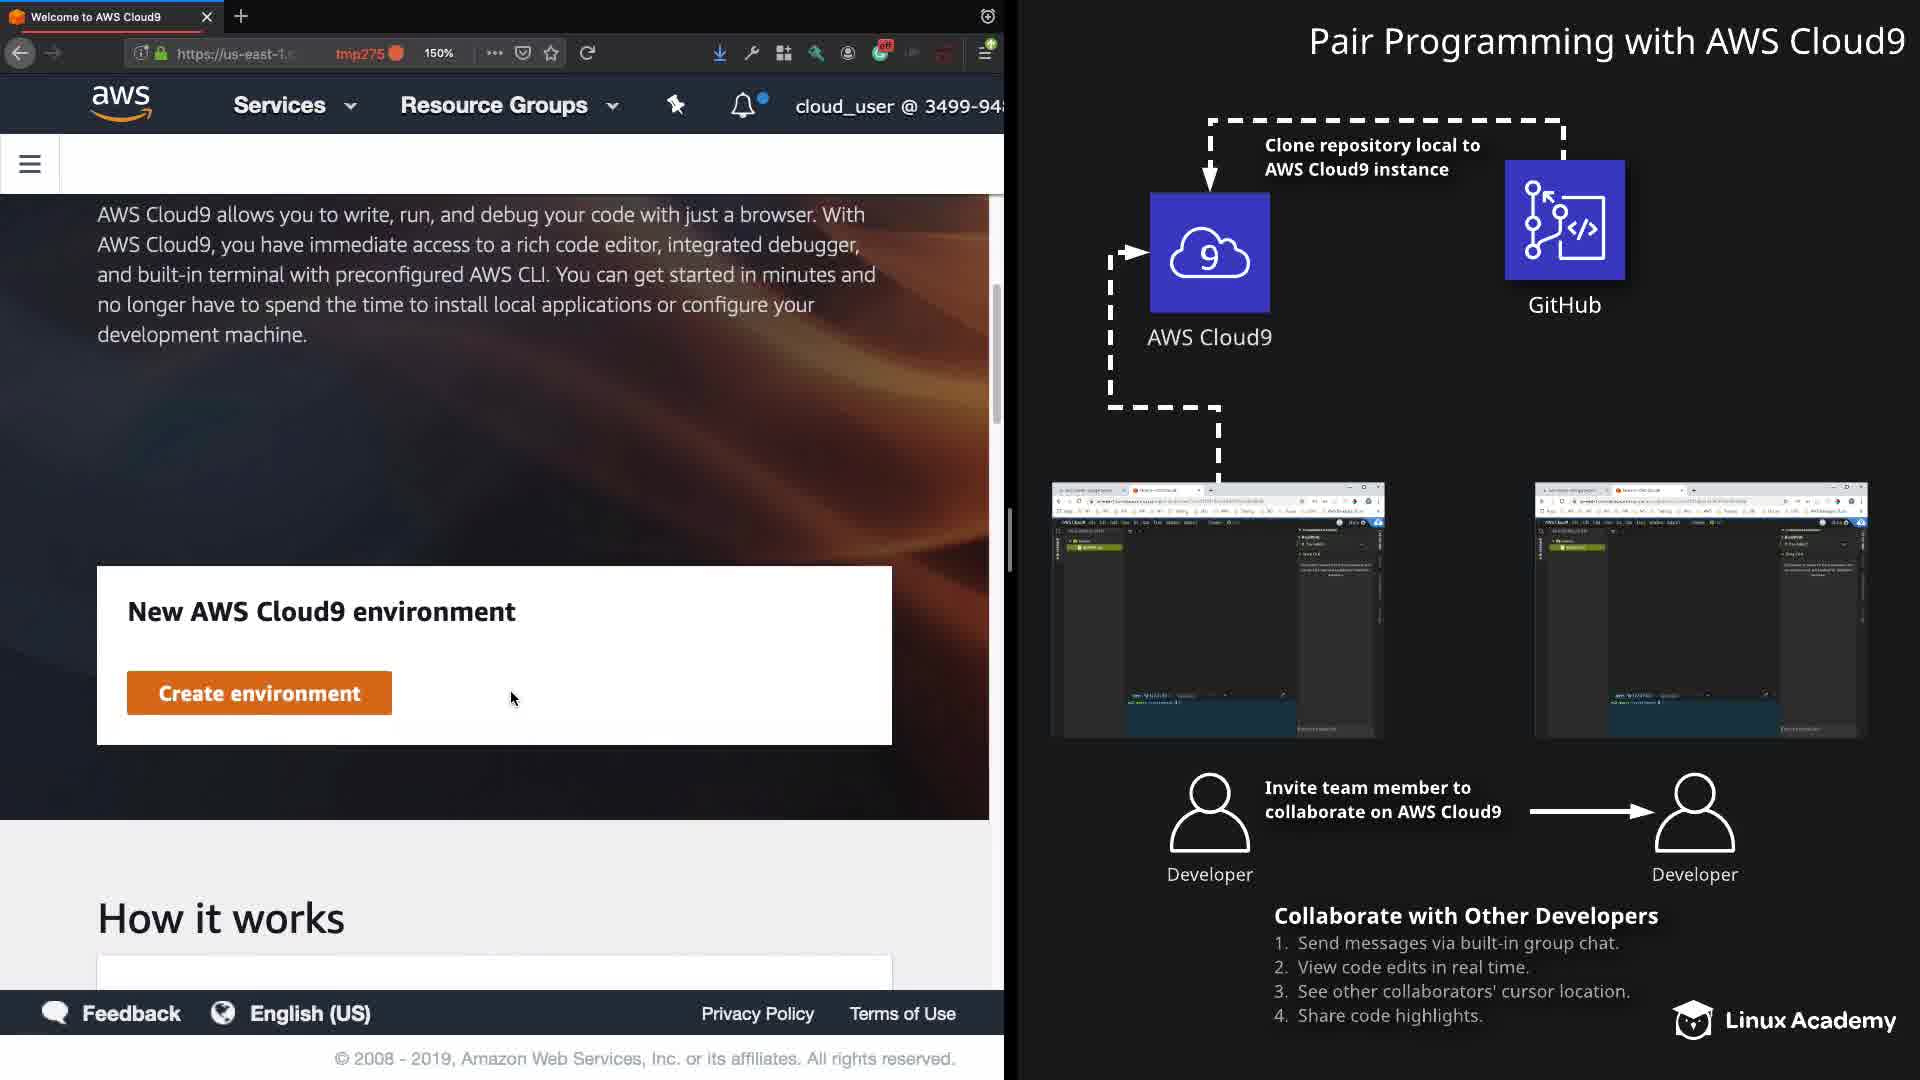 Welcome to AWS Cloud9
https://us-east-1.
tmp275
150%
off
aws
Services
Resource Groups
cloud_user @ 3499-948
AWS Cloud9 allows you to write, run, and debug your code with just a browser. With
AWS Cloud9, you have immediate access to a rich code editor, integrated debugger,
and built-in terminal with preconfigured AWS CLI. You can get started in minutes and
no longer have to spend the time to install local applications or configure your
development machine.
New AWS Cloud9 environment
Create environment
How it works
Feedback
English (US)
Privacy Policy
Terms of Use
© 2008 - 2019, Amazon Web Services, Inc. or its affiliates. All rights reserved.
Pair Programming with AWS Cloud9
Clone repository local to
AWS Cloud9 instance
9
</>
AWS Cloud9
GitHub
Invite team member to
collaborate on AWS Cloud9
Developer
Developer
Collaborate with Other Developers
1. Send messages via built-in group chat.
2. View code edits in real time.
3. See other collaborators' cursor location.
4. Share code highlights.
Linux Academy